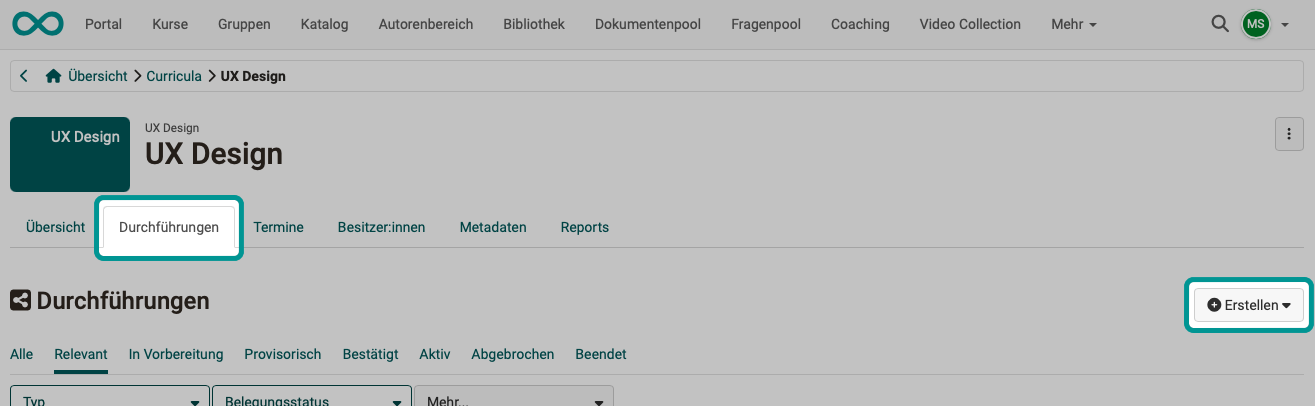 Portal Kurse Gruppen Katalog Autorenbereich Bibliothek Dokumentenpool Fragenpool Coaching Video Collection Mehr MS
Übersicht Curricula UX Design
UX Design
UX Design
UX Design
Übersicht Durchführungen Termine Besitzer:innen Metadaten Reports
Durchführungen
Erstellen
Alle Relevant In Vorbereitung Provisorisch Bestätigt Aktiv Abgebrochen Beendet
Typ Belegungsstatus Mehr...